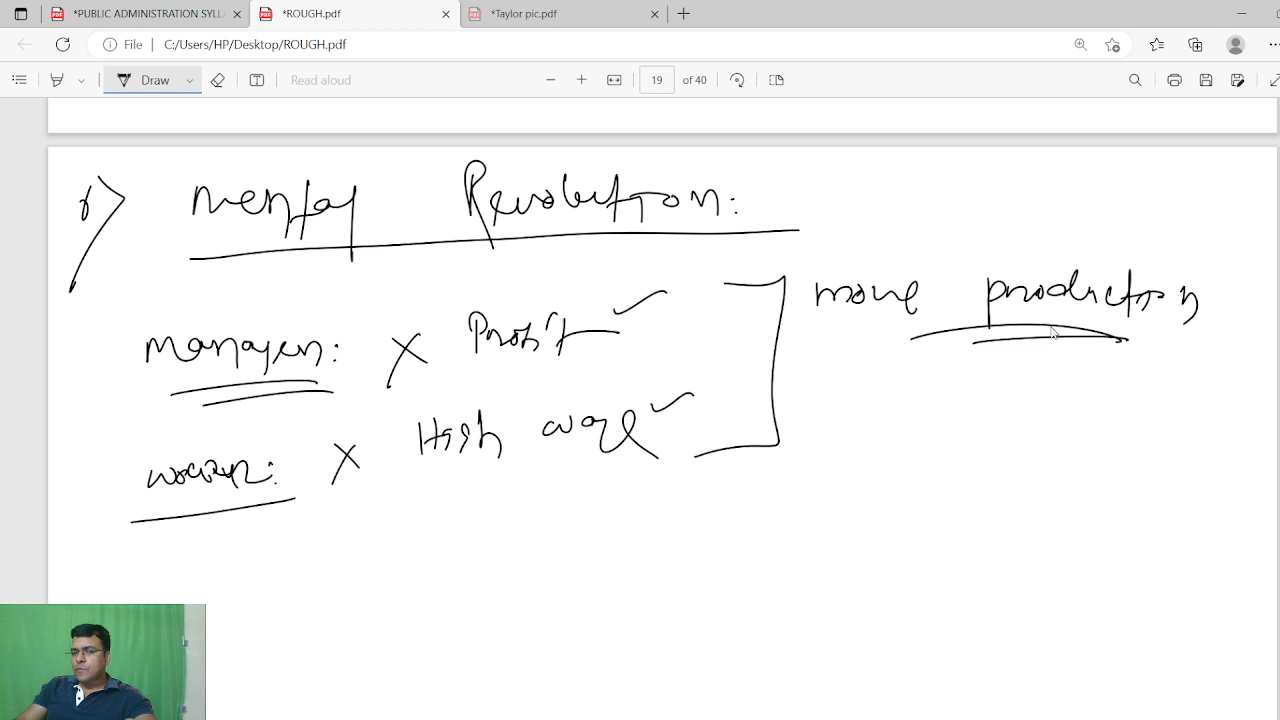 *PUBLIC ADMINISTRATION SYLLA
*ROUGH.pdf
*Taylor pic.pdf
File C:/Users/HP/Desktop/ROUGH.pdf
Draw Read aloud 19 of 40
Mental Revolution:
more production
manager: X Profit ✓
worker: X High wage ✓